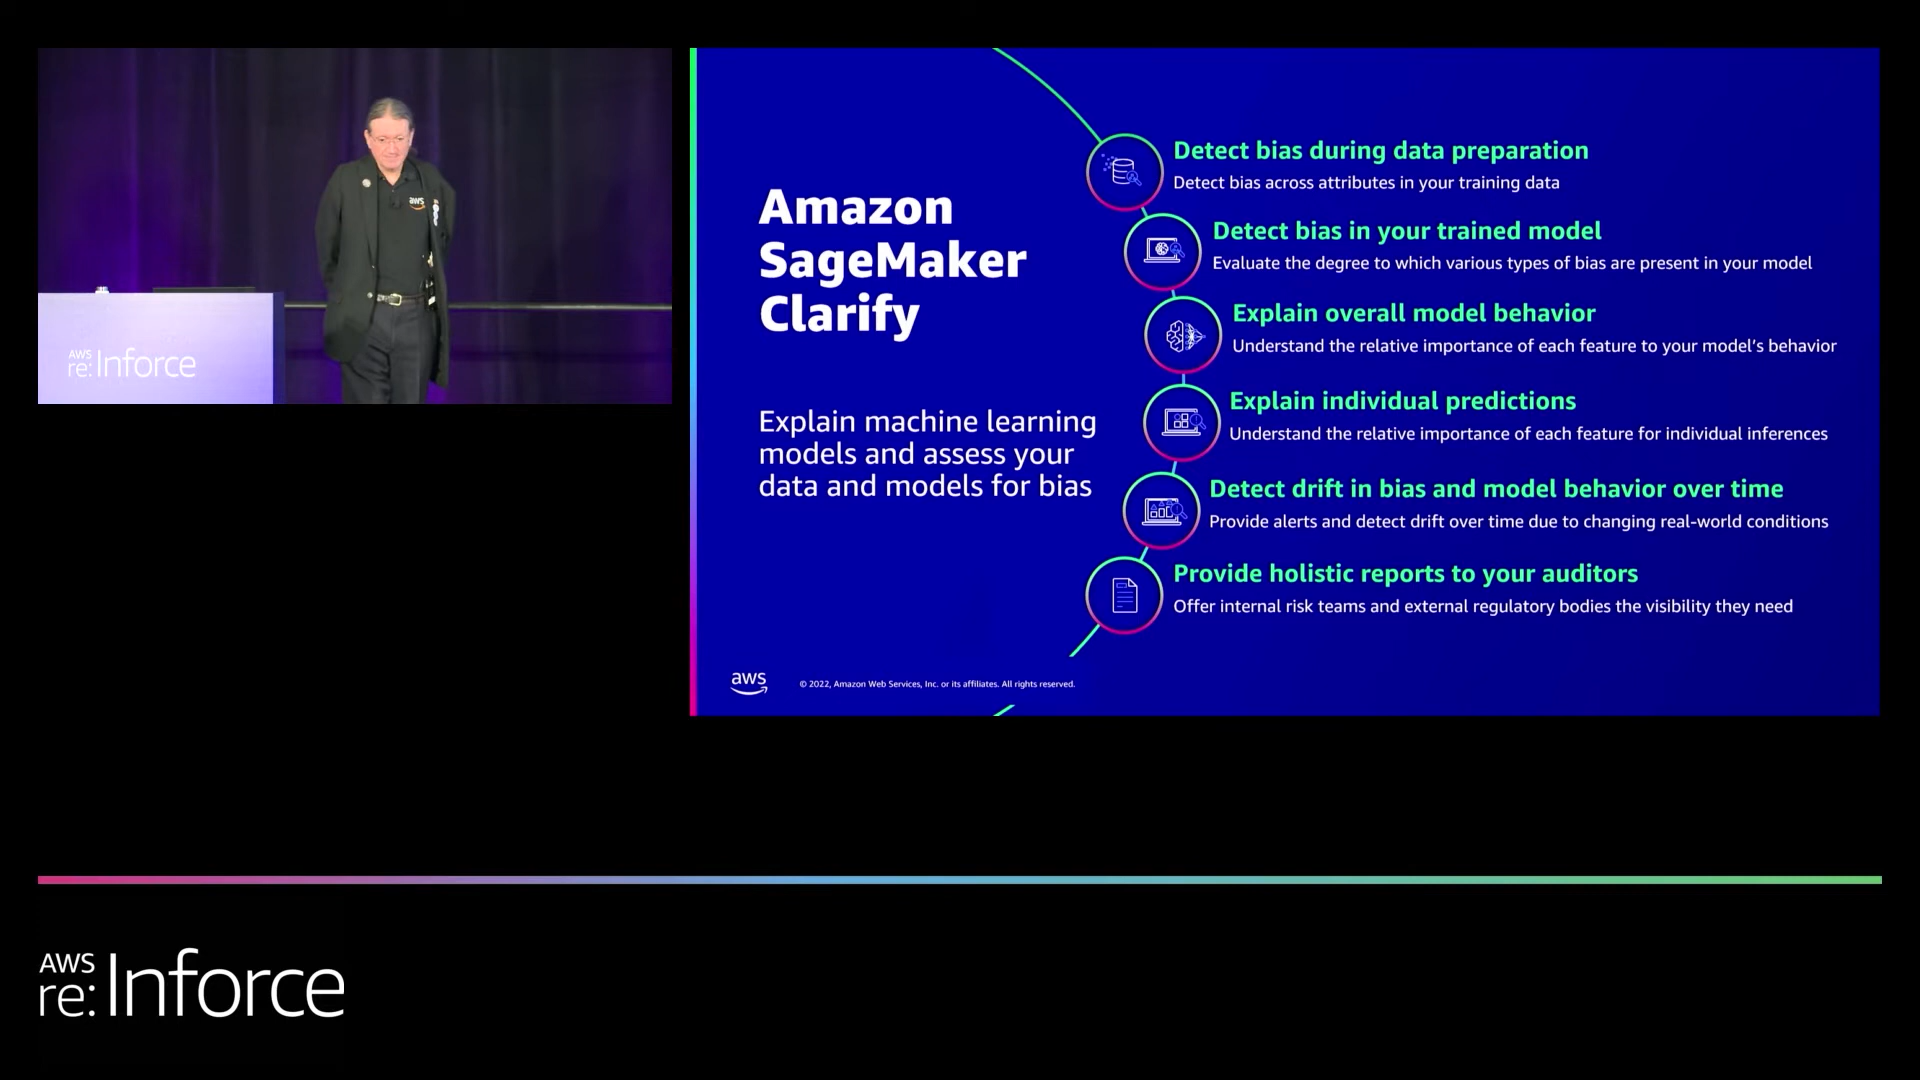 aws
AWS
re:Inforce
Amazon
SageMaker
Clarify
Explain machine learning
models and assess your
data and models for bias
Detect bias during data preparation
Detect bias across attributes in your training data
Detect bias in your trained model
Evaluate the degree to which various types of bias are present in your model
Explain overall model behavior
Understand the relative importance of each feature to your model’s behavior
Explain individual predictions
Understand the relative importance of each feature for individual inferences
Detect drift in bias and model behavior over time
Provide alerts and detect drift over time due to changing real-world conditions
Provide holistic reports to your auditors
Offer internal risk teams and external regulatory bodies the visibility they need
aws
© 2022, Amazon Web Services, Inc. or its affiliates. All rights reserved.
AWS
re:Inforce